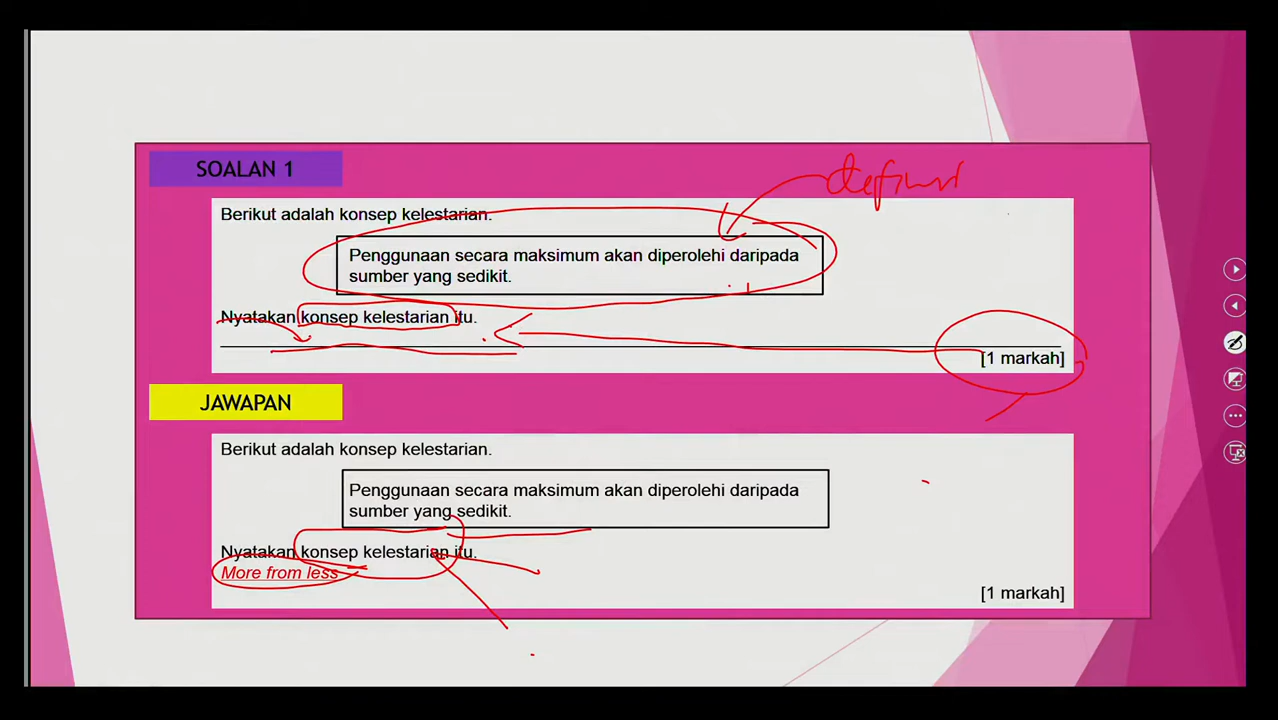 definisi
SOALAN 1
Berikut adalah konsep kelestarian.
Penggunaan secara maksimum akan diperolehi daripada
sumber yang sedikit.
Nyatakan konsep kelestarian itu.
[1 markah]
JAWAPAN
Berikut adalah konsep kelestarian.
Penggunaan secara maksimum akan diperolehi daripada
sumber yang sedikit.
Nyatakan konsep kelestarian itu.
More from less
[1 markah]